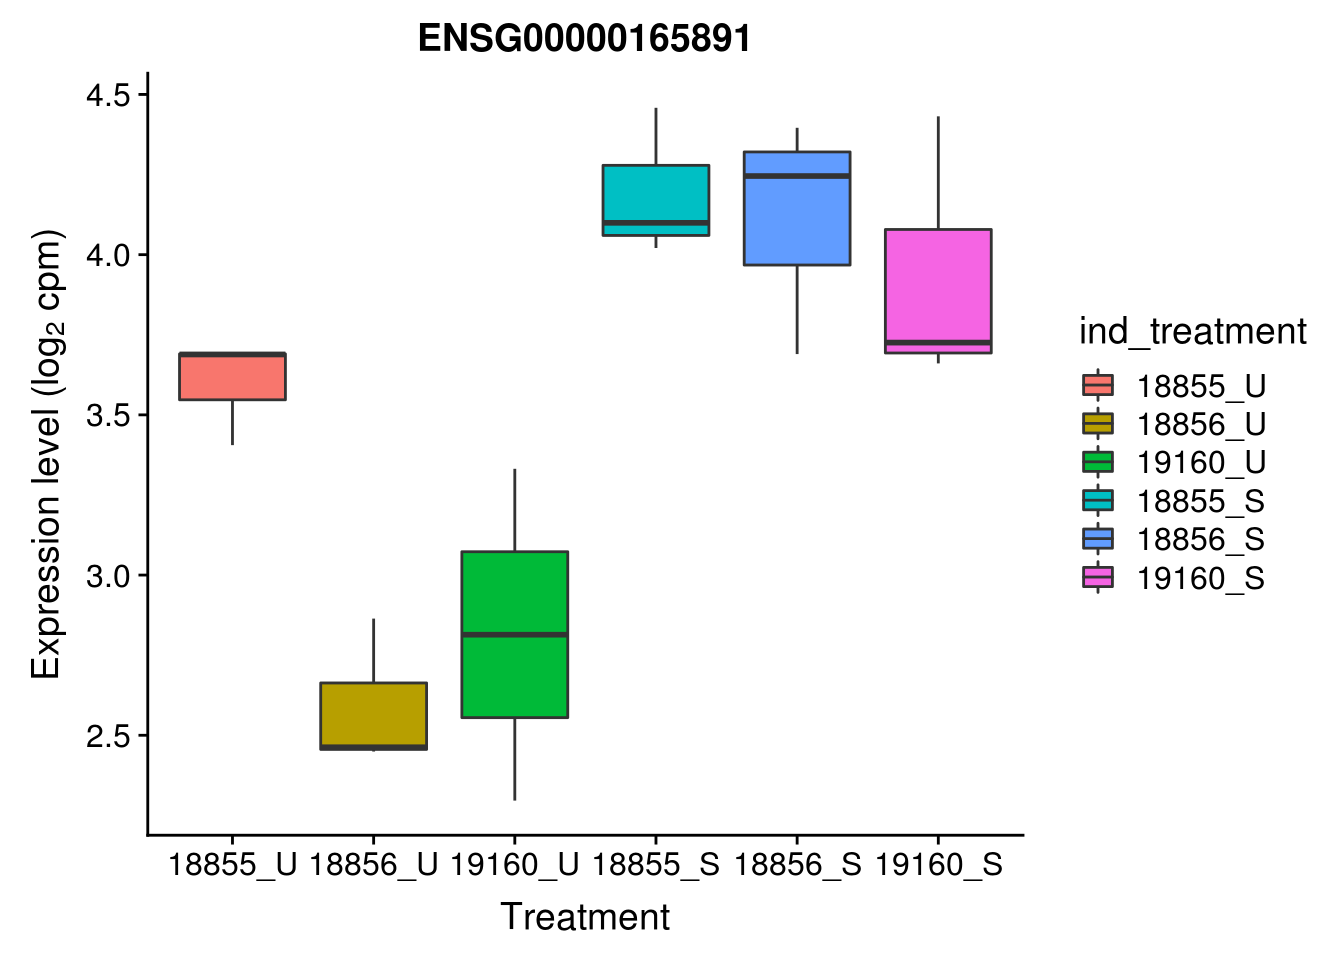 ENSG00000165891
4.5
4.0
3.5
3.0
2.5
Expression level (log₂ cpm)
18855_U 18856_U 19160_U 18855_S 18856_S 19160_S
Treatment
ind_treatment
18855_U
18856_U
19160_U
18855_S
18856_S
19160_S